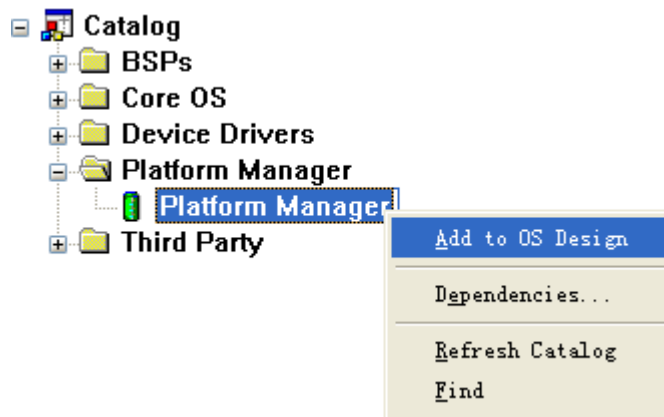 Catalog
BSPs
Core OS
Device Drivers
Platform Manager
Platform Manager
Third Party
Add to OS Design
Dependencies...
Refresh Catalog
Find